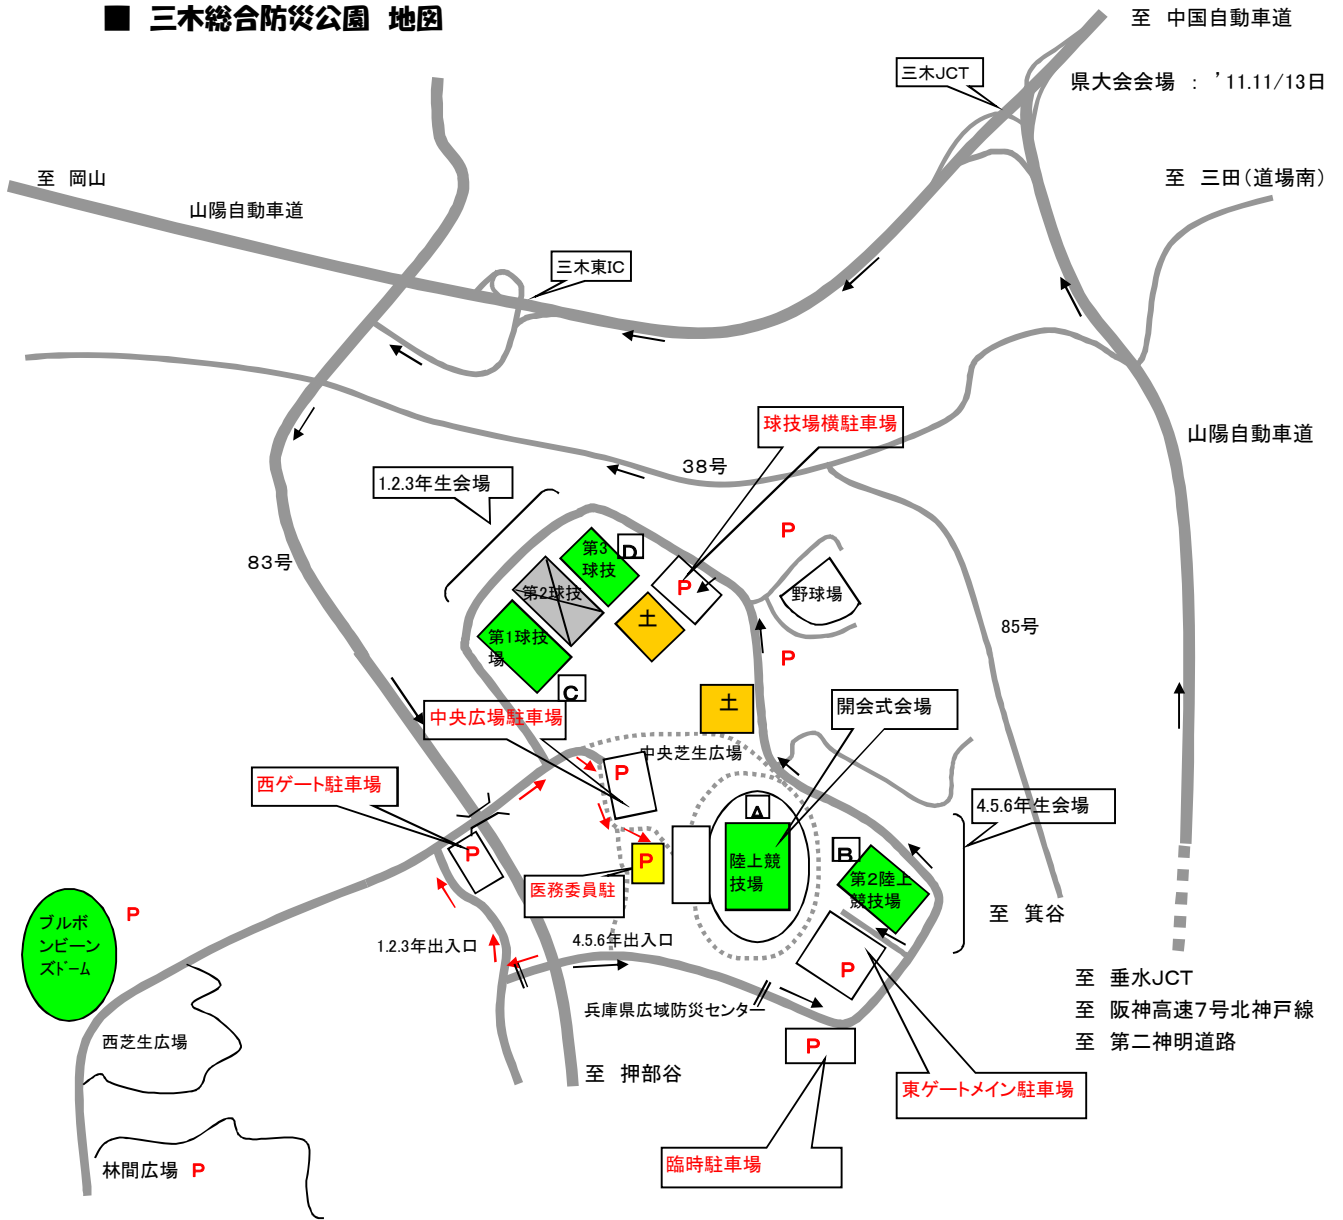 ■ 三木総合防災公園 地図
至 中国自動車道
三木JCT
県大会会場 : '11.11/13日
至 岡山
至 三田(道場南)
山陽自動車道
三木東IC
球技場横駐車場
山陽自動車道
38号
1.2.3年生会場
P
第3
球技
D
83号
第2球技
P
野球場
土
第1球技
場
85号
P
C
土
開会式会場
中央広場駐車場
中央芝生広場
西ゲート駐車場
P
4.5.6年生会場
A
P
P
陸上競
技場
B
第2陸上
競技場
医務委員駐
ブルボ
ンビーン
ズドーム
P
至 箕谷
1.2.3年出入口
4.5.6年出入口
P
至 垂水JCT
兵庫県広域防災センター
至 阪神高速7号北神戸線
西芝生広場
P
至 第二神明道路
至 押部谷
東ゲートメイン駐車場
林間広場 P
臨時駐車場